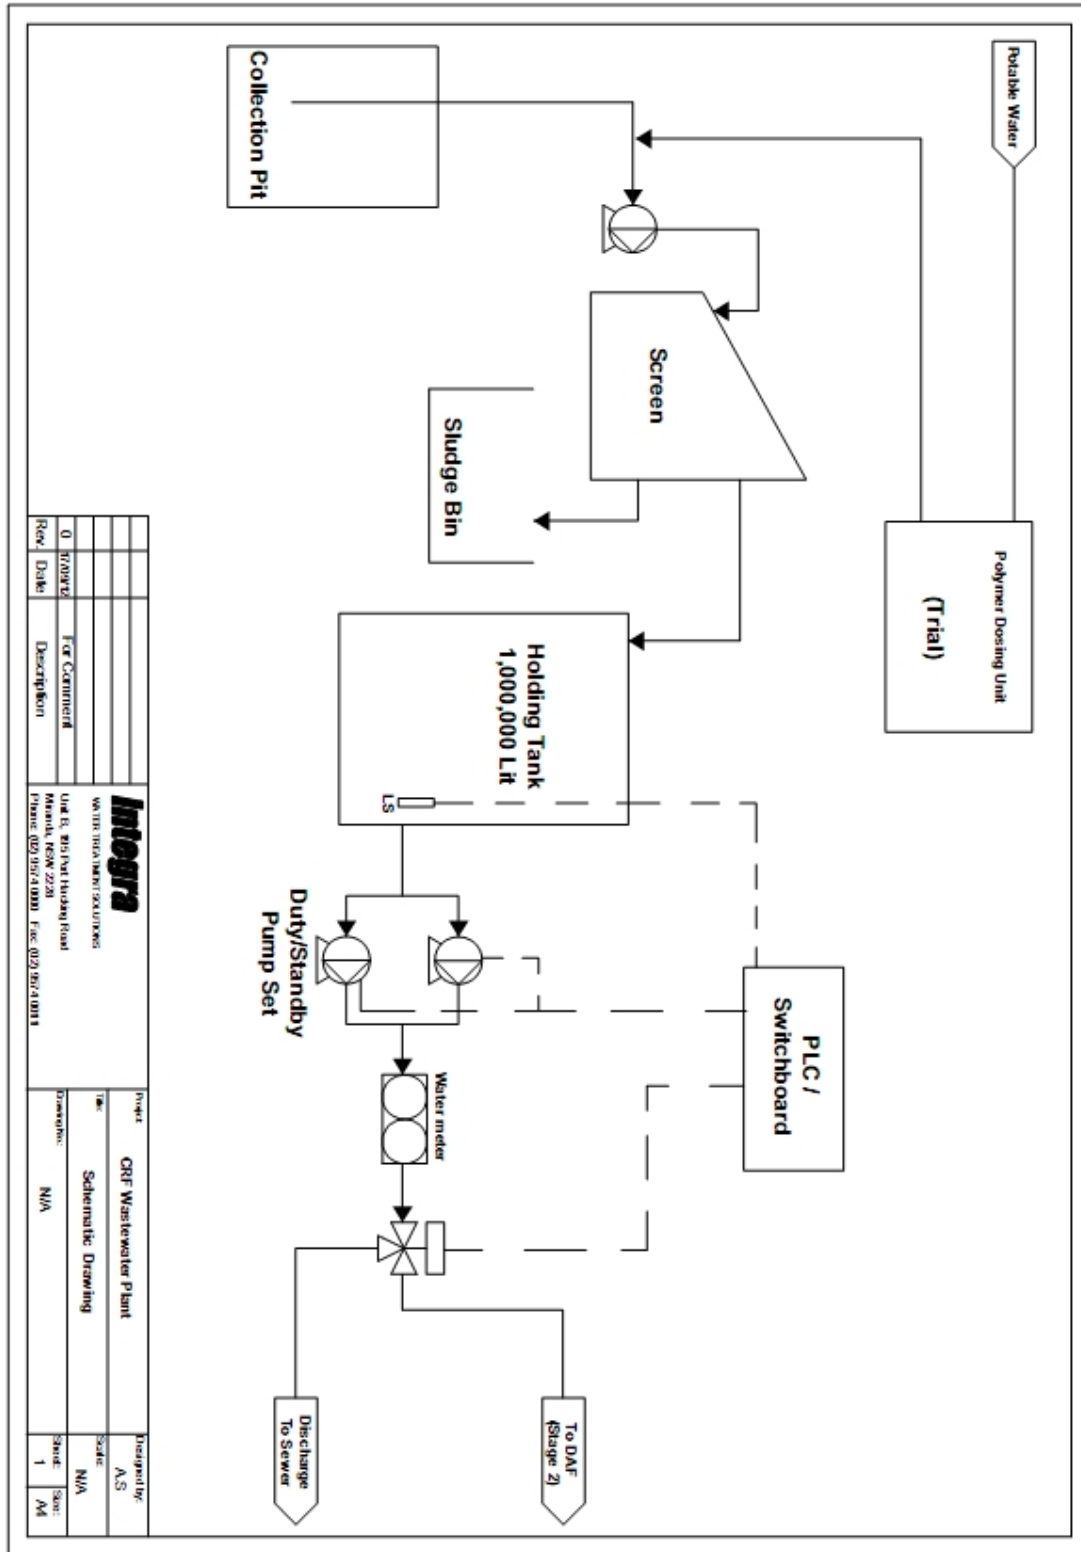 Potable Water
Polymer Dosing Unit
(Trial)
Collection Pit
Screen
Sludge Bin
Holding Tank
1,000,000 Lit
LS
PLC /
Switchboard
Duty/Standby
Pump Set
Water meter
To DAF
(Stage 2)
Discharge
To Sewer
0
For Comment
Rev.
Date
Description
Integra
WATER TREATMENT SOLUTIONS
Miranda, NSW 2228
Project:
CRF Wastewater Plant
Title:
Schematic Drawing
Drawing No:
N/A
Designed by:
A.S
Scale:
N/A
Sheet:
1
Size:
A4